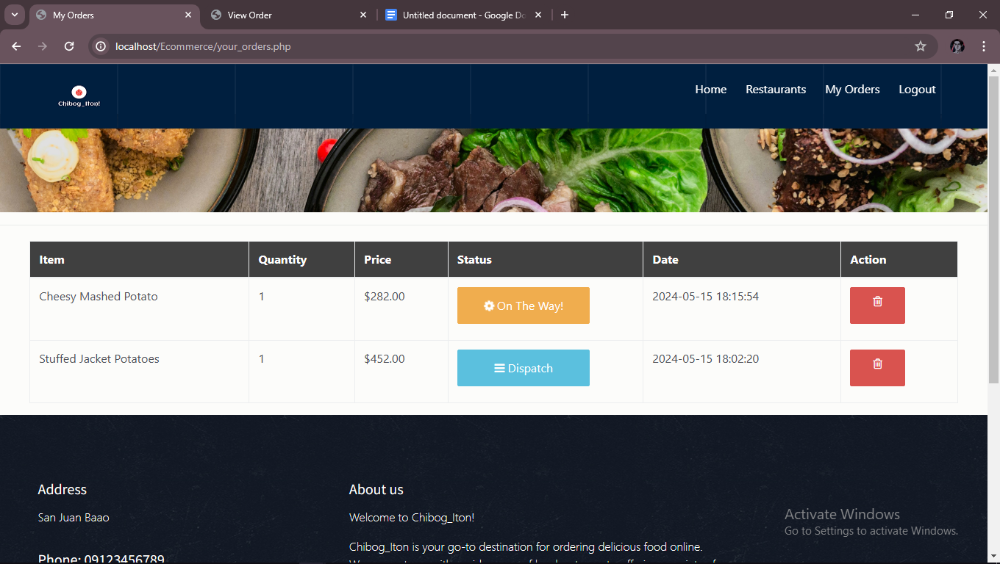 My Orders
View Order
Untitled document - Google Do
localhost/Ecommerce/your_orders.php
Chibog_Iton!
Home Restaurants My Orders Logout
Item Quantity Price Status Date Action
Cheesy Mashed Potato 1 $282.00 On The Way! 2024-05-15 18:15:54
Stuffed Jacket Potatoes 1 $452.00 Dispatch 2024-05-15 18:02:20
Address
San Juan Baao
Phone: 09123456789
About us
Welcome to Chibog_Iton!
Chibog_Iton is your go-to destination for ordering delicious food online.
Activate Windows
Go to Settings to activate Windows.